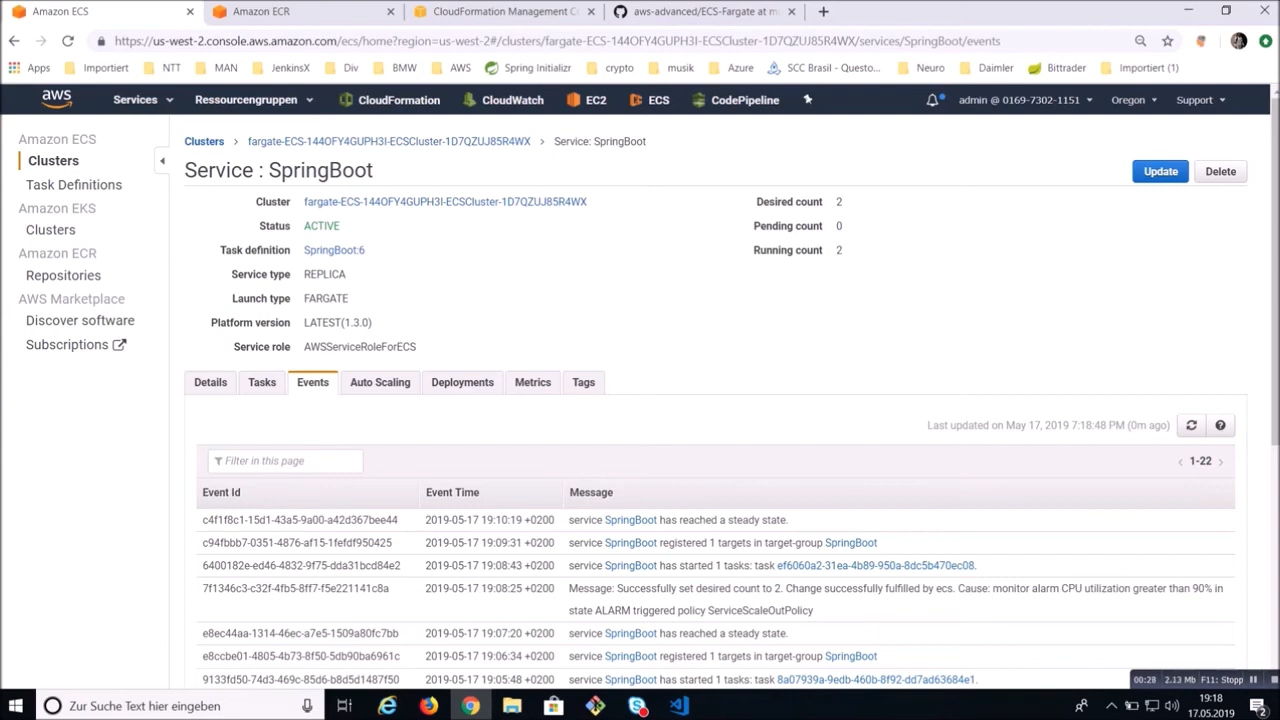 Amazon ECS
Amazon ECR
CloudFormation Management C
aws-advanced/ECS-Fargate at m
https://us-west-2.console.aws.amazon.com/ecs/home?region=us-west-2#/clusters/fargate-ECS-144OFY4GUPH3I-ECSCluster-1D7QZUJ85R4WX/services/SpringBoot/events
Apps Importiert NTT MAN JenkinsX Div BMW AWS Spring Initializr crypto musik Azure SCC Brasil - Questo... Neuro Daimler Bittrader Importiert (1)
aws Services Ressourcengruppen CloudFormation CloudWatch EC2 ECS CodePipeline admin @ 0169-7302-1151 Oregon Support
Amazon ECS
Clusters
Task Definitions
Amazon EKS
Clusters
Amazon ECR
Repositories
AWS Marketplace
Discover software
Subscriptions
Clusters > fargate-ECS-144OFY4GUPH3I-ECSCluster-1D7QZUJ85R4WX > Service: SpringBoot
Service : SpringBoot
Update Delete
Cluster fargate-ECS-144OFY4GUPH3I-ECSCluster-1D7QZUJ85R4WX Desired count 2
Status ACTIVE Pending count 0
Task definition SpringBoot:6 Running count 2
Service type REPLICA
Launch type FARGATE
Platform version LATEST(1.3.0)
Service role AWSServiceRoleForECS
Details Tasks Events Auto Scaling Deployments Metrics Tags
Last updated on May 17, 2019 7:18:48 PM (0m ago)
Filter in this page
1-22
Event Id Event Time Message
c4f1f8c1-15d1-43a5-9a00-a42d367bee44 2019-05-17 19:10:19 +0200 service SpringBoot has reached a steady state.
c94fbbb7-0351-4876-af15-1fefdf950425 2019-05-17 19:09:31 +0200 service SpringBoot registered 1 targets in target-group SpringBoot
6400182e-ed46-4832-9f75-dda31bcd84e2 2019-05-17 19:08:43 +0200 service SpringBoot has started 1 tasks: task ef6060a2-31ea-4b89-950a-8dc5b470ec08.
7f1346c3-c32f-4fb5-8ff7-f5e221141c8a 2019-05-17 19:08:25 +0200 Message: Successfully set desired count to 2. Change successfully fulfilled by ecs. Cause: monitor alarm CPU utilization greater than 90% in
state ALARM triggered policy ServiceScaleOutPolicy
e8ec44aa-1314-46ec-a7e5-1509a80fc7bb 2019-05-17 19:07:20 +0200 service SpringBoot has reached a steady state.
e8ccbe01-4805-4b73-8f50-5db90ba6961c 2019-05-17 19:06:34 +0200 service SpringBoot registered 1 targets in target-group SpringBoot
9133fd50-74d3-469c-85d6-b8d5d1487f50 2019-05-17 19:05:48 +0200 service SpringBoot has started 1 tasks: task 8a07939a-9edb-460b-8f92-dd7ad63684e1.
00:28 2.13 Mb F11: Stopp
Zur Suche Text hier eingeben
19:18
17.05.2019
2